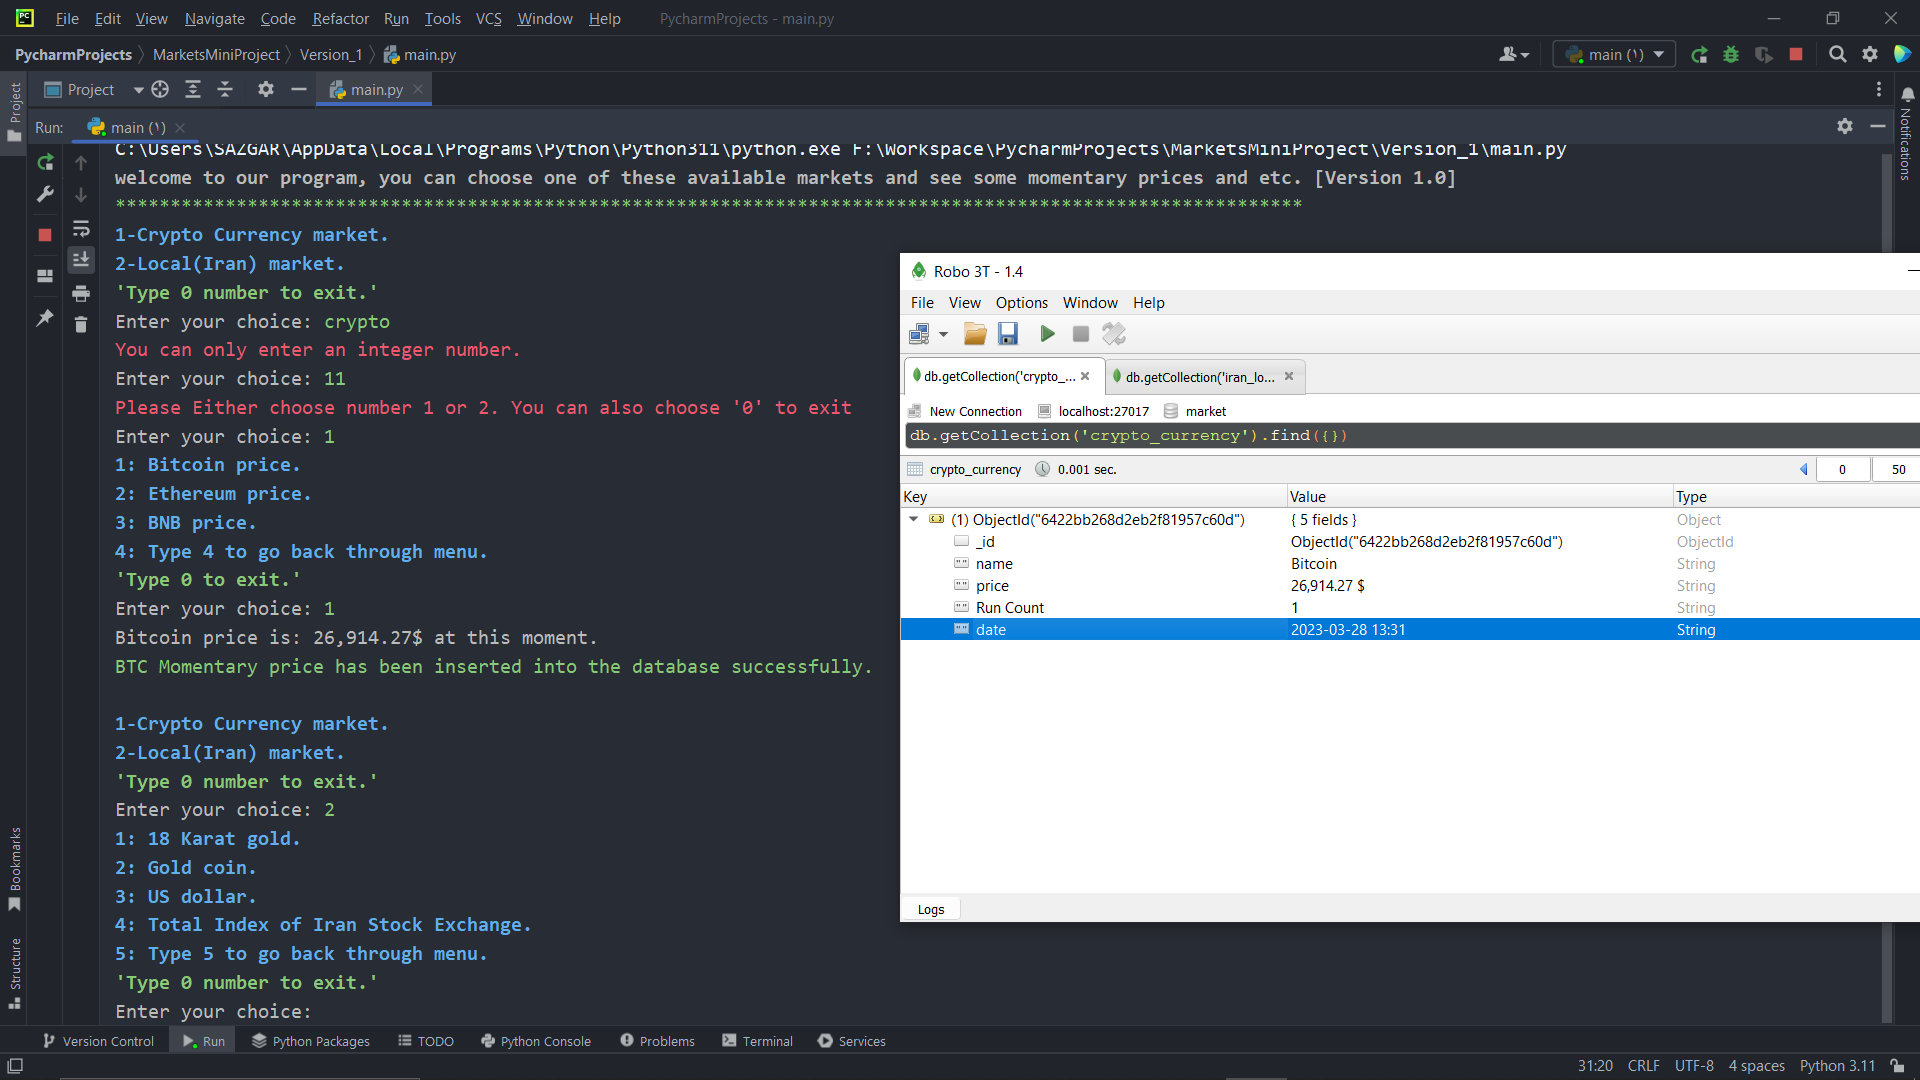 File Edit View Navigate Code Refactor Run Tools VCS Window Help PycharmProjects - main.py
PycharmProjects MarketsMiniProject Version_1 main.py main (۱)
Project main.py
Run: main (۱)
C:\Users\SAZGAR\AppData\Local\Programs\Python\Python311\python.exe F:\Workspace\PycharmProjects\MarketsMiniProject\Version_1\main.py
welcome to our program, you can choose one of these available markets and see some momentary prices and etc. [Version 1.0]
************************************************************************************************************
1-Crypto Currency market.
2-Local(Iran) market.
'Type 0 number to exit.'
Enter your choice: crypto
You can only enter an integer number.
Enter your choice: 11
Please Either choose number 1 or 2. You can also choose '0' to exit
Enter your choice: 1
1: Bitcoin price.
2: Ethereum price.
3: BNB price.
4: Type 4 to go back through menu.
'Type 0 to exit.'
Enter your choice: 1
Bitcoin price is: 26,914.27$ at this moment.
BTC Momentary price has been inserted into the database successfully.
1-Crypto Currency market.
2-Local(Iran) market.
'Type 0 number to exit.'
Enter your choice: 2
1: 18 Karat gold.
2: Gold coin.
3: US dollar.
4: Total Index of Iran Stock Exchange.
5: Type 5 to go back through menu.
'Type 0 number to exit.'
Enter your choice:
Robo 3T - 1.4
File View Options Window Help
db.getCollection('crypto_... db.getCollection('iran_lo...
New Connection localhost:27017 market
db.getCollection('crypto_currency').find({})
crypto_currency 0.001 sec. 0 50
Key Value Type
(1) ObjectId("6422bb268d2eb2f81957c60d") { 5 fields } Object
_id ObjectId("6422bb268d2eb2f81957c60d") ObjectId
name Bitcoin String
price 26,914.27 $ String
Run Count 1 String
date 2023-03-28 13:31 String
Logs
Project
Bookmarks
Structure
Notifications
Version Control Run Python Packages TODO Python Console Problems Terminal Services
31:20 CRLF UTF-8 4 spaces Python 3.11